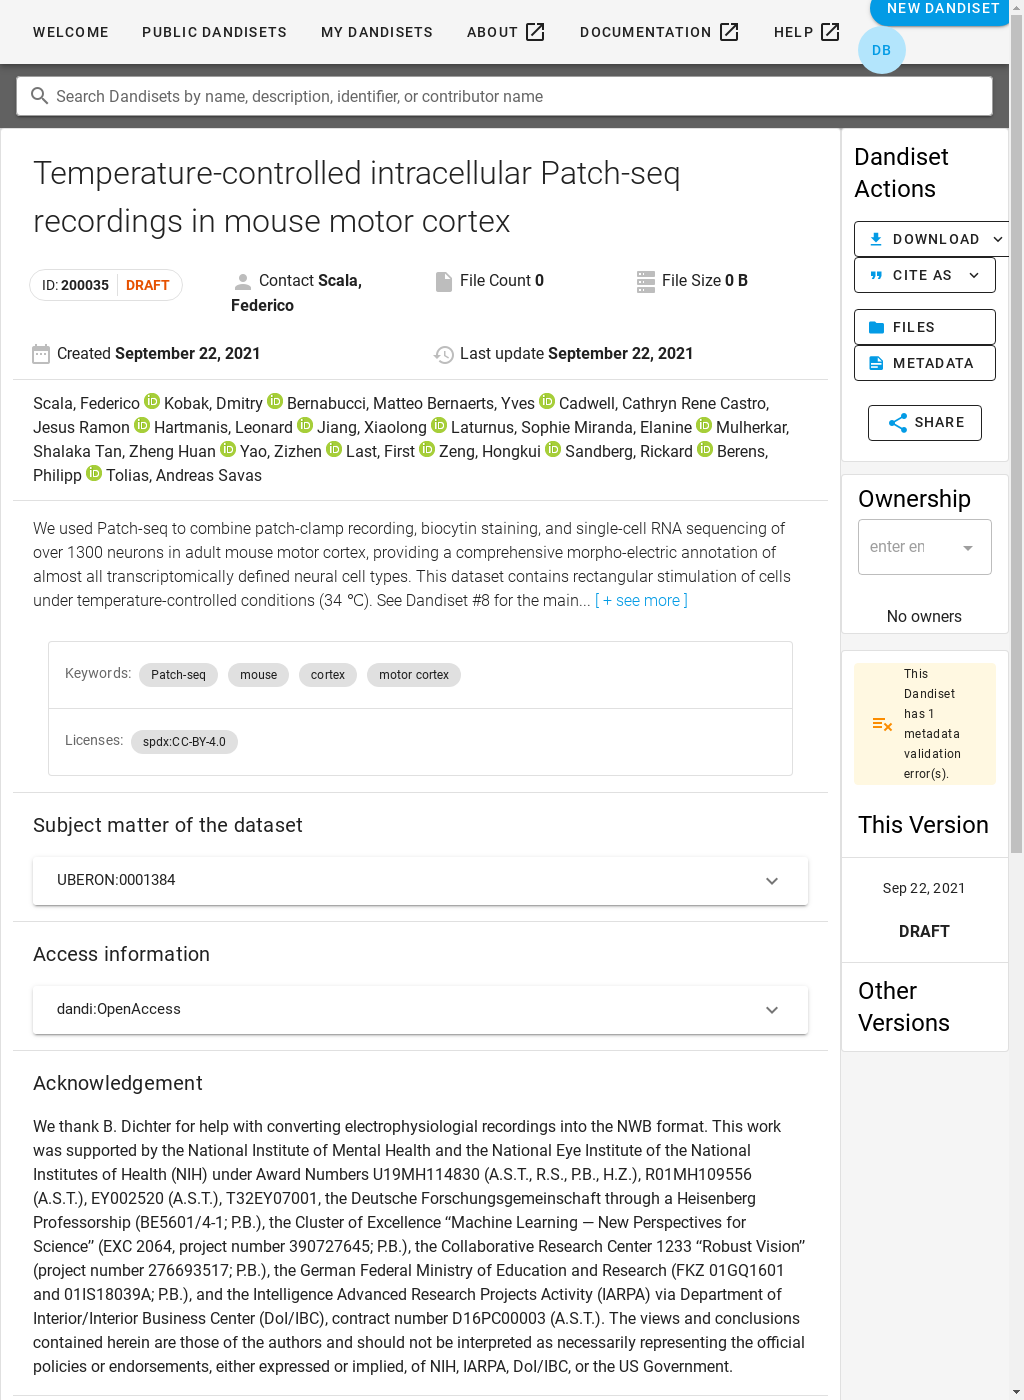 WELCOME PUBLIC DANDISETS MY DANDISETS ABOUT DOCUMENTATION HELP NEW DANDISET
DB
Search Dandisets by name, description, identifier, or contributor name
Temperature-controlled intracellular Patch-seq
recordings in mouse motor cortex
ID: 200035 DRAFT
Contact Scala,
Federico
File Count 0
File Size 0 B
Created September 22, 2021
Last update September 22, 2021
Scala, Federico iD Kobak, Dmitry iD Bernabucci, Matteo Bernaerts, Yves iD Cadwell, Cathryn Rene Castro,
Jesus Ramon iD Hartmanis, Leonard iD Jiang, Xiaolong iD Laturnus, Sophie Miranda, Elanine iD Mulherkar,
Shalaka Tan, Zheng Huan iD Yao, Zizhen iD Last, First iD Zeng, Hongkui iD Sandberg, Rickard iD Berens,
Philipp iD Tolias, Andreas Savas
We used Patch-seq to combine patch-clamp recording, biocytin staining, and single-cell RNA sequencing of
over 1300 neurons in adult mouse motor cortex, providing a comprehensive morpho-electric annotation of
almost all transcriptomically defined neural cell types. This dataset contains rectangular stimulation of cells
under temperature-controlled conditions (34 ℃). See Dandiset #8 for the main... [ + see more ]
Keywords: Patch-seq mouse cortex motor cortex
Licenses: spdx:CC-BY-4.0
Subject matter of the dataset
UBERON:0001384
Access information
dandi:OpenAccess
Acknowledgement
We thank B. Dichter for help with converting electrophysiologial recordings into the NWB format. This work
was supported by the National Institute of Mental Health and the National Eye Institute of the National
Institutes of Health (NIH) under Award Numbers U19MH114830 (A.S.T., R.S., P.B., H.Z.), R01MH109556
(A.S.T.), EY002520 (A.S.T.), T32EY07001, the Deutsche Forschungsgemeinschaft through a Heisenberg
Professorship (BE5601/4-1; P.B.), the Cluster of Excellence “Machine Learning — New Perspectives for
Science” (EXC 2064, project number 390727645; P.B.), the Collaborative Research Center 1233 “Robust Vision”
(project number 276693517; P.B.), the German Federal Ministry of Education and Research (FKZ 01GQ1601
and 01IS18039A; P.B.), and the Intelligence Advanced Research Projects Activity (IARPA) via Department of
Interior/Interior Business Center (DoI/IBC), contract number D16PC00003 (A.S.T.). The views and conclusions
contained herein are those of the authors and should not be interpreted as necessarily representing the official
policies or endorsements, either expressed or implied, of NIH, IARPA, DoI/IBC, or the US Government.
Dandiset
Actions
DOWNLOAD
CITE AS
FILES
METADATA
SHARE
Ownership
enter en
No owners
This
Dandiset
has 1
metadata
validation
error(s).
This Version
Sep 22, 2021
DRAFT
Other
Versions